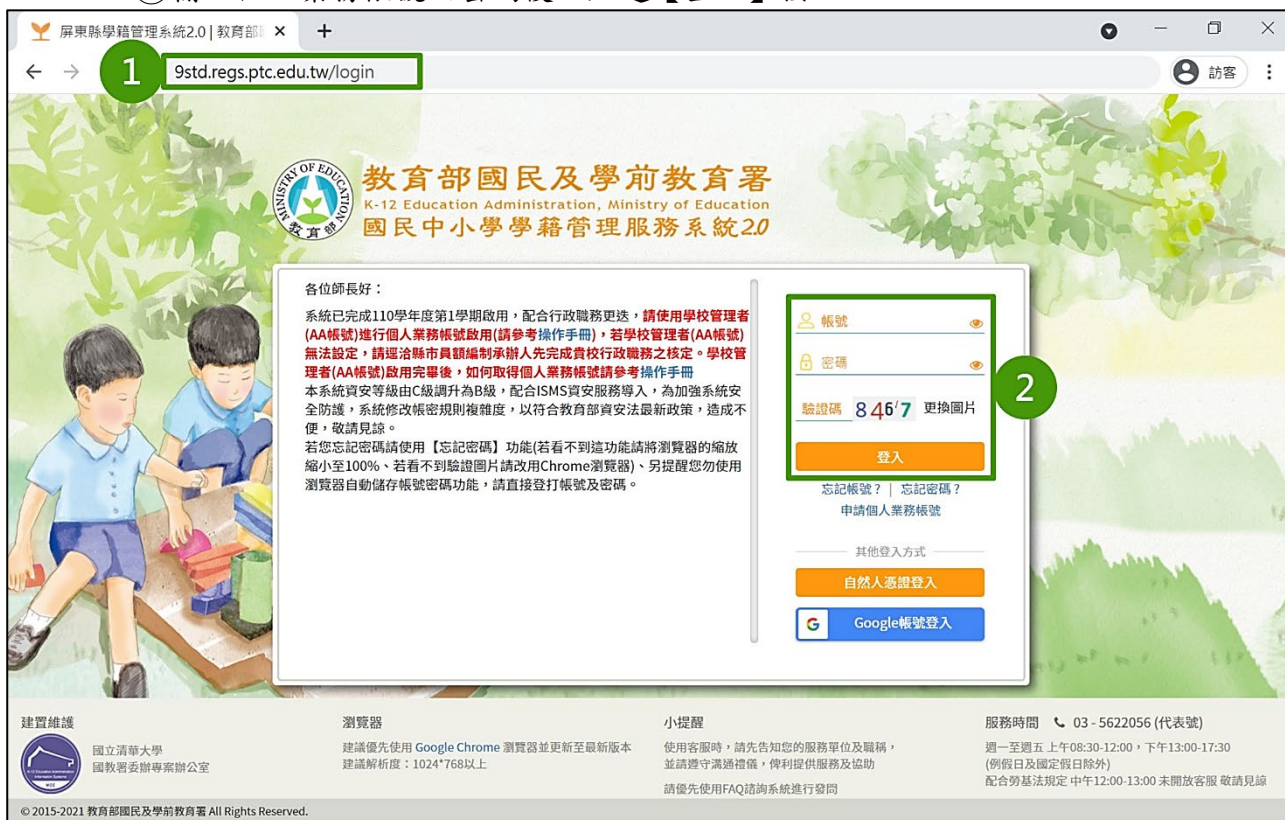 屏東縣學籍管理系統2.0 | 教育部
訪客
1
9std.regs.ptc.edu.tw/login
MINISTRY OF EDUCATION
教育部
教育部國民及學前教育署
K-12 Education Administration, Ministry of Education
國民中小學學籍管理服務系統2.0
各位師長好：
系統已完成110學年度第1學期啟用，配合行政職務更迭，請使用學校管理者
(AA帳號)進行個人業務帳號啟用(請參考操作手冊)，若學校管理者(AA帳號)
無法設定，請逕洽縣市員額編制承辦人先完成貴校行政職務之核定。學校管
理者(AA帳號)啟用完畢後，如何取得個人業務帳號請參考操作手冊
本系統資安等級由C級調升為B級，配合ISMS資安服務導入，為加強系統安
全防護，系統修改帳密規則複雜度，以符合教育部資安法最新政策，造成不
便，敬請見諒。
若您忘記密碼請使用【忘記密碼】功能(若看不到這功能請將瀏覽器的縮放
縮小至100%、若看不到驗證圖片請改用Chrome瀏覽器)、另提醒您勿使用
瀏覽器自動儲存帳號密碼功能，請直接登打帳號及密碼。
帳號
密碼
2
驗證碼 8467 更換圖片
登入
忘記帳號？ | 忘記密碼？
申請個人業務帳號
其他登入方式
自然人憑證登入
Google帳號登入
建置維護
國立清華大學
國教署委辦專案辦公室
瀏覽器
建議優先使用 Google Chrome 瀏覽器並更新至最新版本
建議解析度：1024*768以上
小提醒
使用客服時，請先告知您的服務單位及職稱，
並請遵守溝通禮儀，俾利提供服務及協助
請優先使用FAQ諮詢系統進行發問
服務時間 03 - 5622056 (代表號)
週一至週五 上午08:30-12:00，下午13:00-17:30
(例假日及國定假日除外)
配合勞基法規定 中午12:00-13:00 未開放客服 敬請見諒
© 2015-2021 教育部國民及學前教育署 All Rights Reserved.